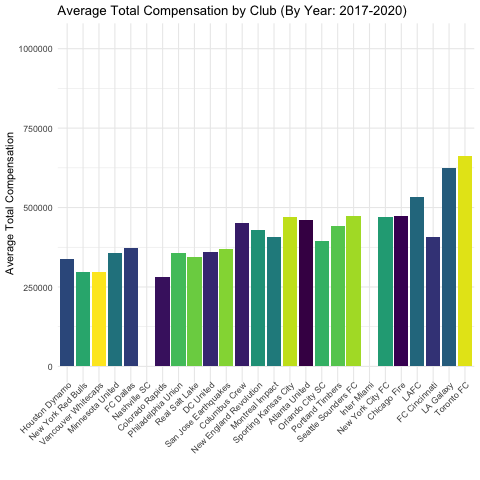 Average Total Compensation by Club (By Year: 2017-2020)
Average Total Compensation
1000000
750000
500000
250000
0
Houston Dynamo
New York Red Bulls
Vancouver Whitecaps
Minnesota United
FC Dallas
Nashville SC
Colorado Rapids
Philadelphia Union
Real Salt Lake
DC United
San Jose Earthquakes
Columbus Crew
New England Revolution
Montreal Impact
Sporting Kansas City
Atlanta United
Orlando City SC
Portland Timbers
Seattle Sounders FC
Inter Miami
New York City FC
Chicago Fire
LAFC
FC Cincinnati
LA Galaxy
Toronto FC